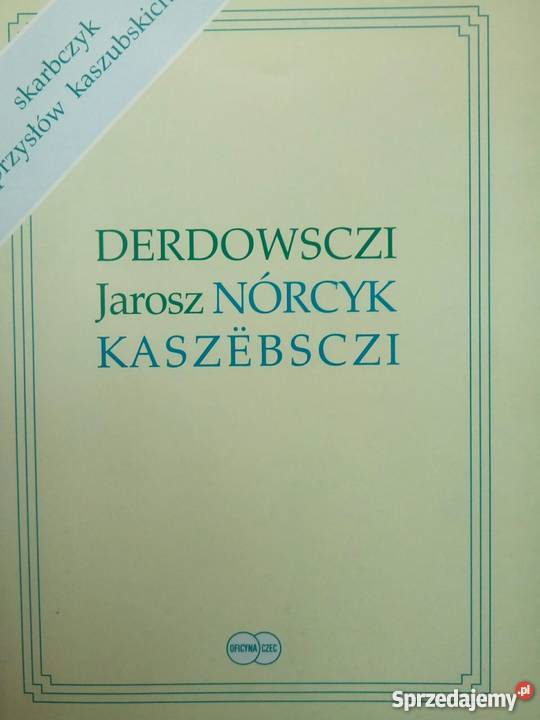 skarbczyk
przysłów kaszubskich
DERDOWSCZI
Jarosz NÓRCYK
KASZËBSCZI
OFICYNA CZEC
Sprzedajemy.pl